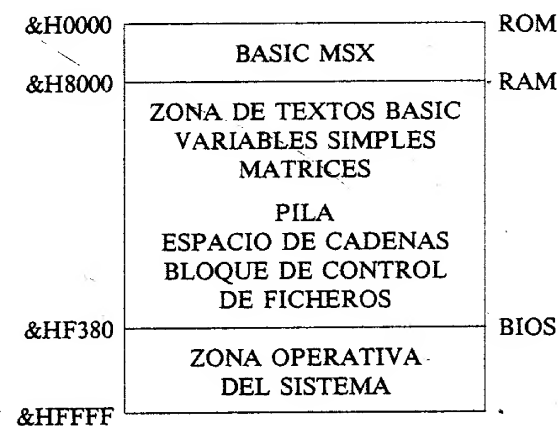 &H0000 ROM
BASIC MSX
&H8000 RAM
ZONA DE TEXTOS BASIC
VARIABLES SIMPLES
MATRICES
PILA
ESPACIO DE CADENAS
BLOQUE DE CONTROL
DE FICHEROS
&HF380 BIOS
ZONA OPERATIVA
DEL SISTEMA
&HFFFF